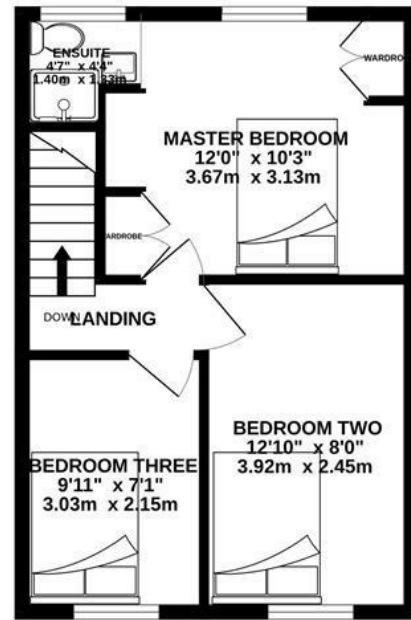 ENSUITE
4'7" x 4'4"
1.40m x 1.33m
WARDRO
MASTER BEDROOM
12'0" x 10'3"
3.67m x 3.13m
ARDROBE
DOWN
LANDING
BEDROOM TWO
12'10" x 8'0"
3.92m x 2.45m
BEDROOM THREE
9'11" x 7'1"
3.03m x 2.15m